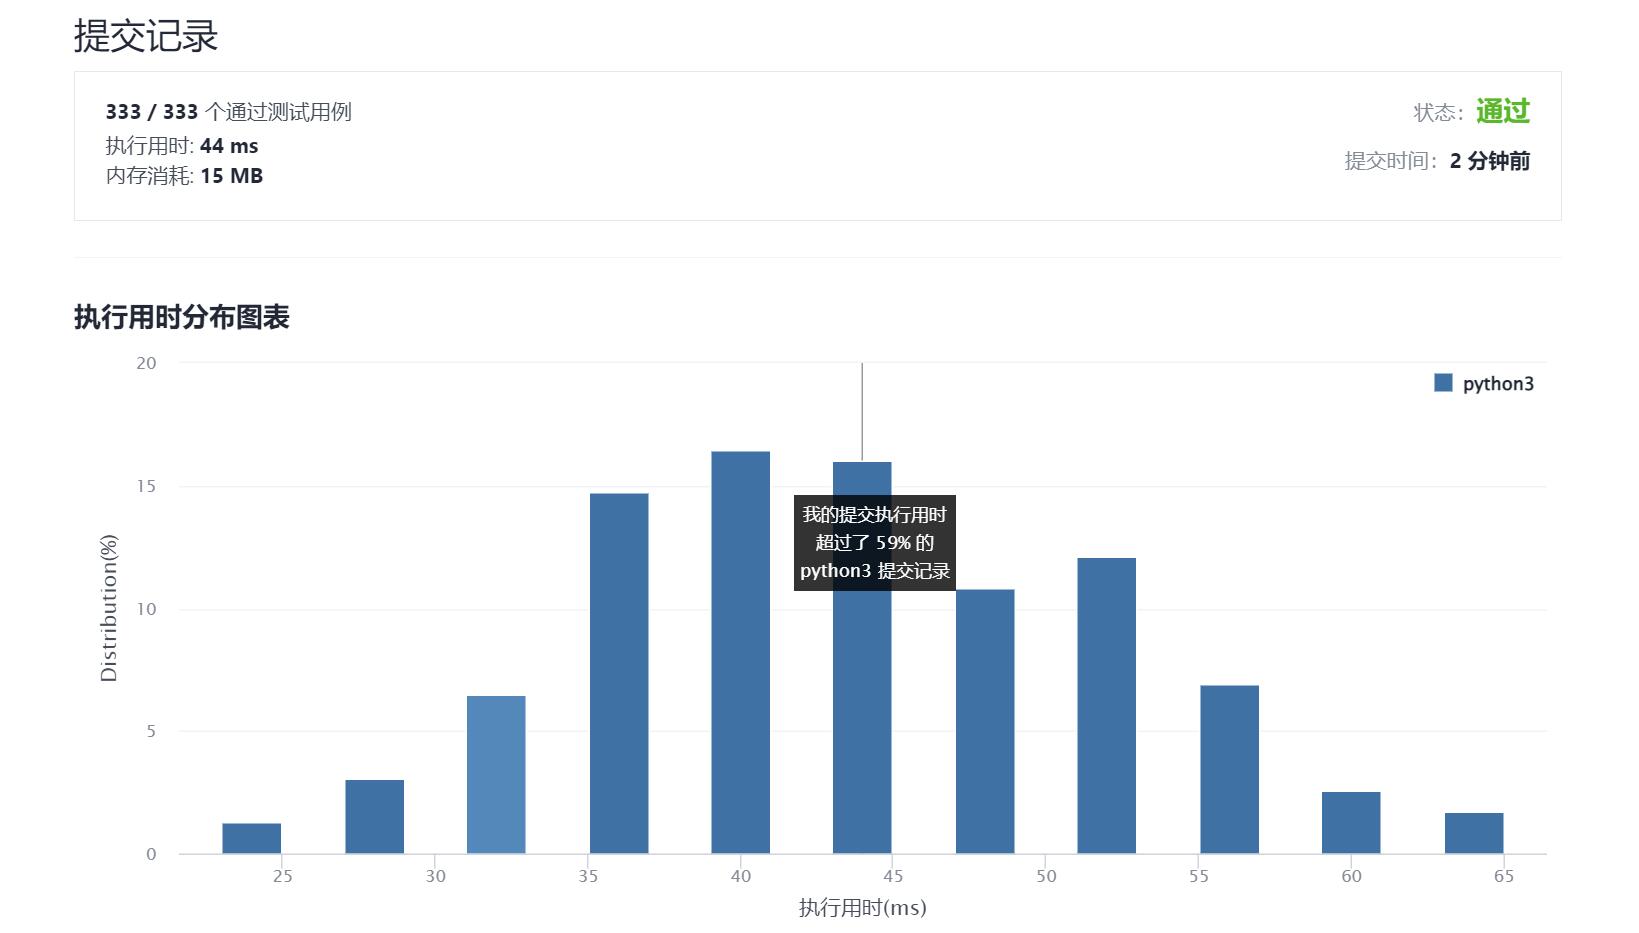 提交记录
333 / 333 个通过测试用例
状态：通过
执行用时: 44 ms
提交时间：2 分钟前
内存消耗: 15 MB
执行用时分布图表
20
python3
15
我的提交执行用时
超过了 59% 的
python3 提交记录
10
Distribution(%)
5
0
25 30 35 40 45 50 55 60 65
执行用时(ms)